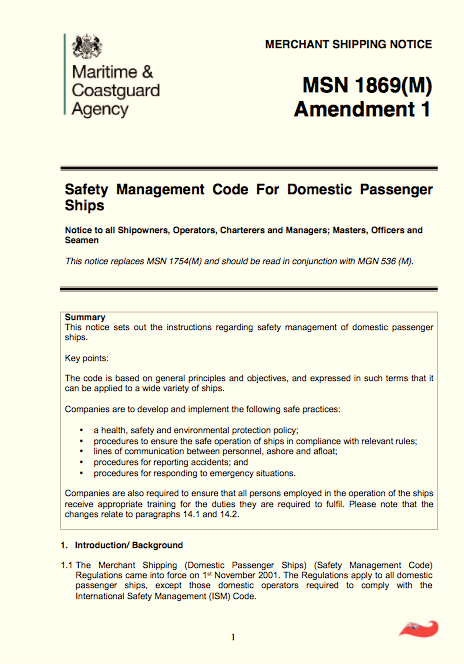 MERCHANT SHIPPING NOTICE
Maritime &
Coastguard
Agency
MSN 1869(M)
Amendment 1
Safety Management Code For Domestic Passenger
Ships
Notice to all Shipowners, Operators, Charterers and Managers; Masters, Officers and
Seamen
This notice replaces MSN 1754(M) and should be read in conjunction with MGN 536 (M).
Summary
This notice sets out the instructions regarding safety management of domestic passenger
ships.
Key points:
The code is based on general principles and objectives, and expressed in such terms that it
can be applied to a wide variety of ships.
Companies are to develop and implement the following safe practices:
• a health, safety and environmental protection policy;
• procedures to ensure the safe operation of ships in compliance with relevant rules;
• lines of communication between personnel, ashore and afloat;
• procedures for reporting accidents; and
• procedures for responding to emergency situations.
Companies are also required to ensure that all persons employed in the operation of the ships
receive appropriate training for the duties they are required to fulfil. Please note that the
changes relate to paragraphs 14.1 and 14.2.
1. Introduction/ Background
1.1 The Merchant Shipping (Domestic Passenger Ships) (Safety Management Code)
Regulations came into force on 1st November 2001. The Regulations apply to all domestic
passenger ships, except those domestic operators required to comply with the
International Safety Management (ISM) Code.
1